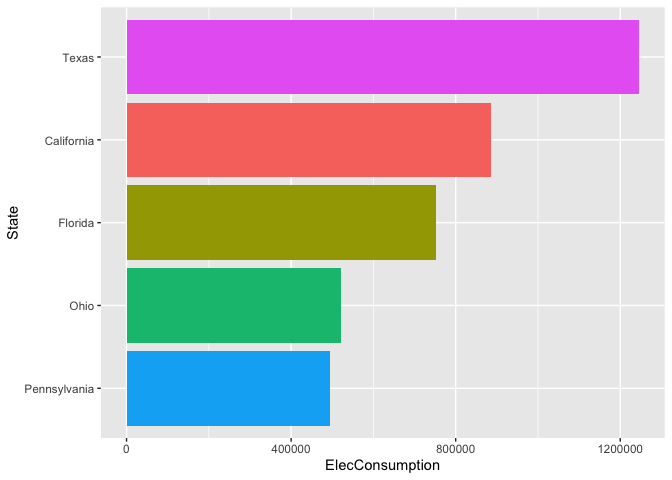 Texas
California
Florida
Ohio
Pennsylvania
State
0 400000 800000 1200000
ElecConsumption